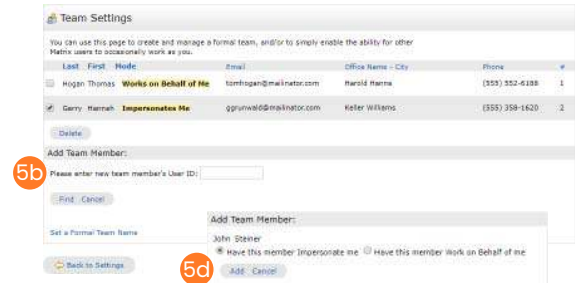 Team Settings
You can use this page to create and manage a formal team, and/or to simply enable the ability for other
Matrix users to occasionally work as you.
Last First Mode Email Office Name - City Phone #
Hogan Thomas Works on Behalf of Me tomhogan@mailinator.com Harold Hanna (555) 552-6188 1
Gerry Hannah Impersonates Me ggrunwald@mailinator.com Keller Williams (555) 358-1620 2
Delete
Add Team Member:
5b
Please enter new team member's User ID:
Find Cancel
Set a Formal Team Name
Back to Settings
Add Team Member:
John Steiner
Have this member Impersonate me Have this member Work on Behalf of me
5d
Add Cancel